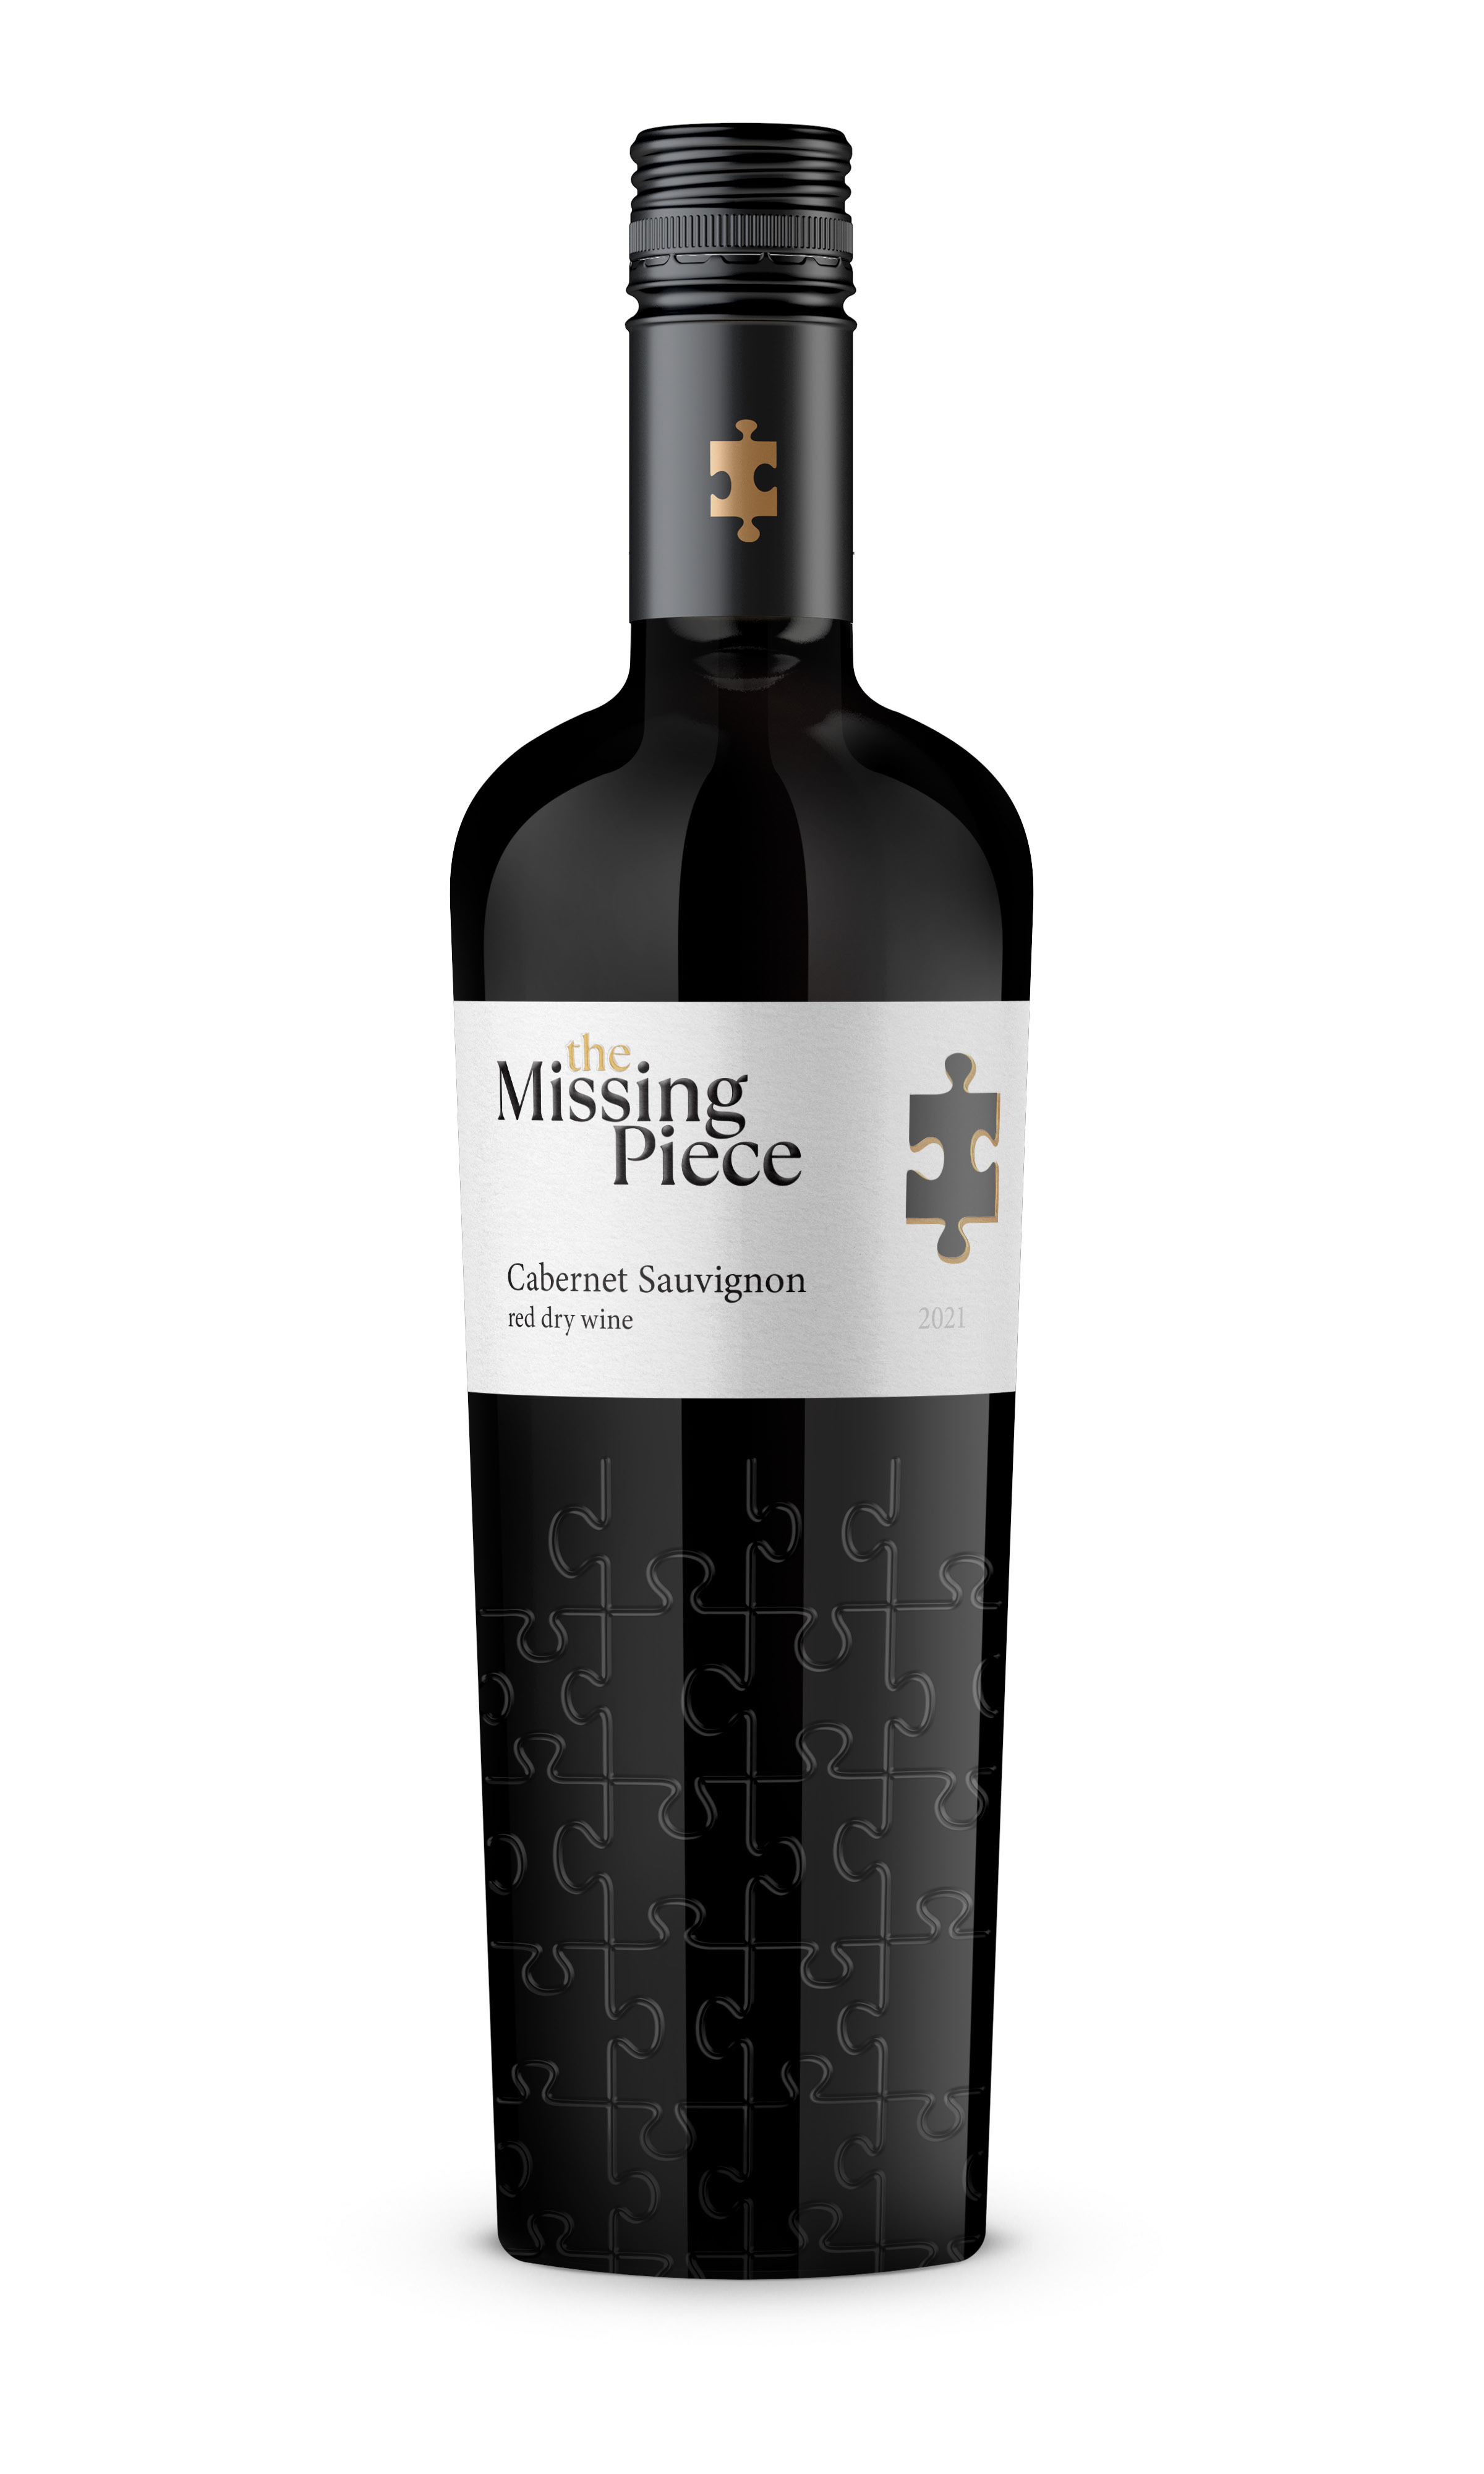 the
Missing
Piece
Cabernet Sauvignon
red dry wine
2021